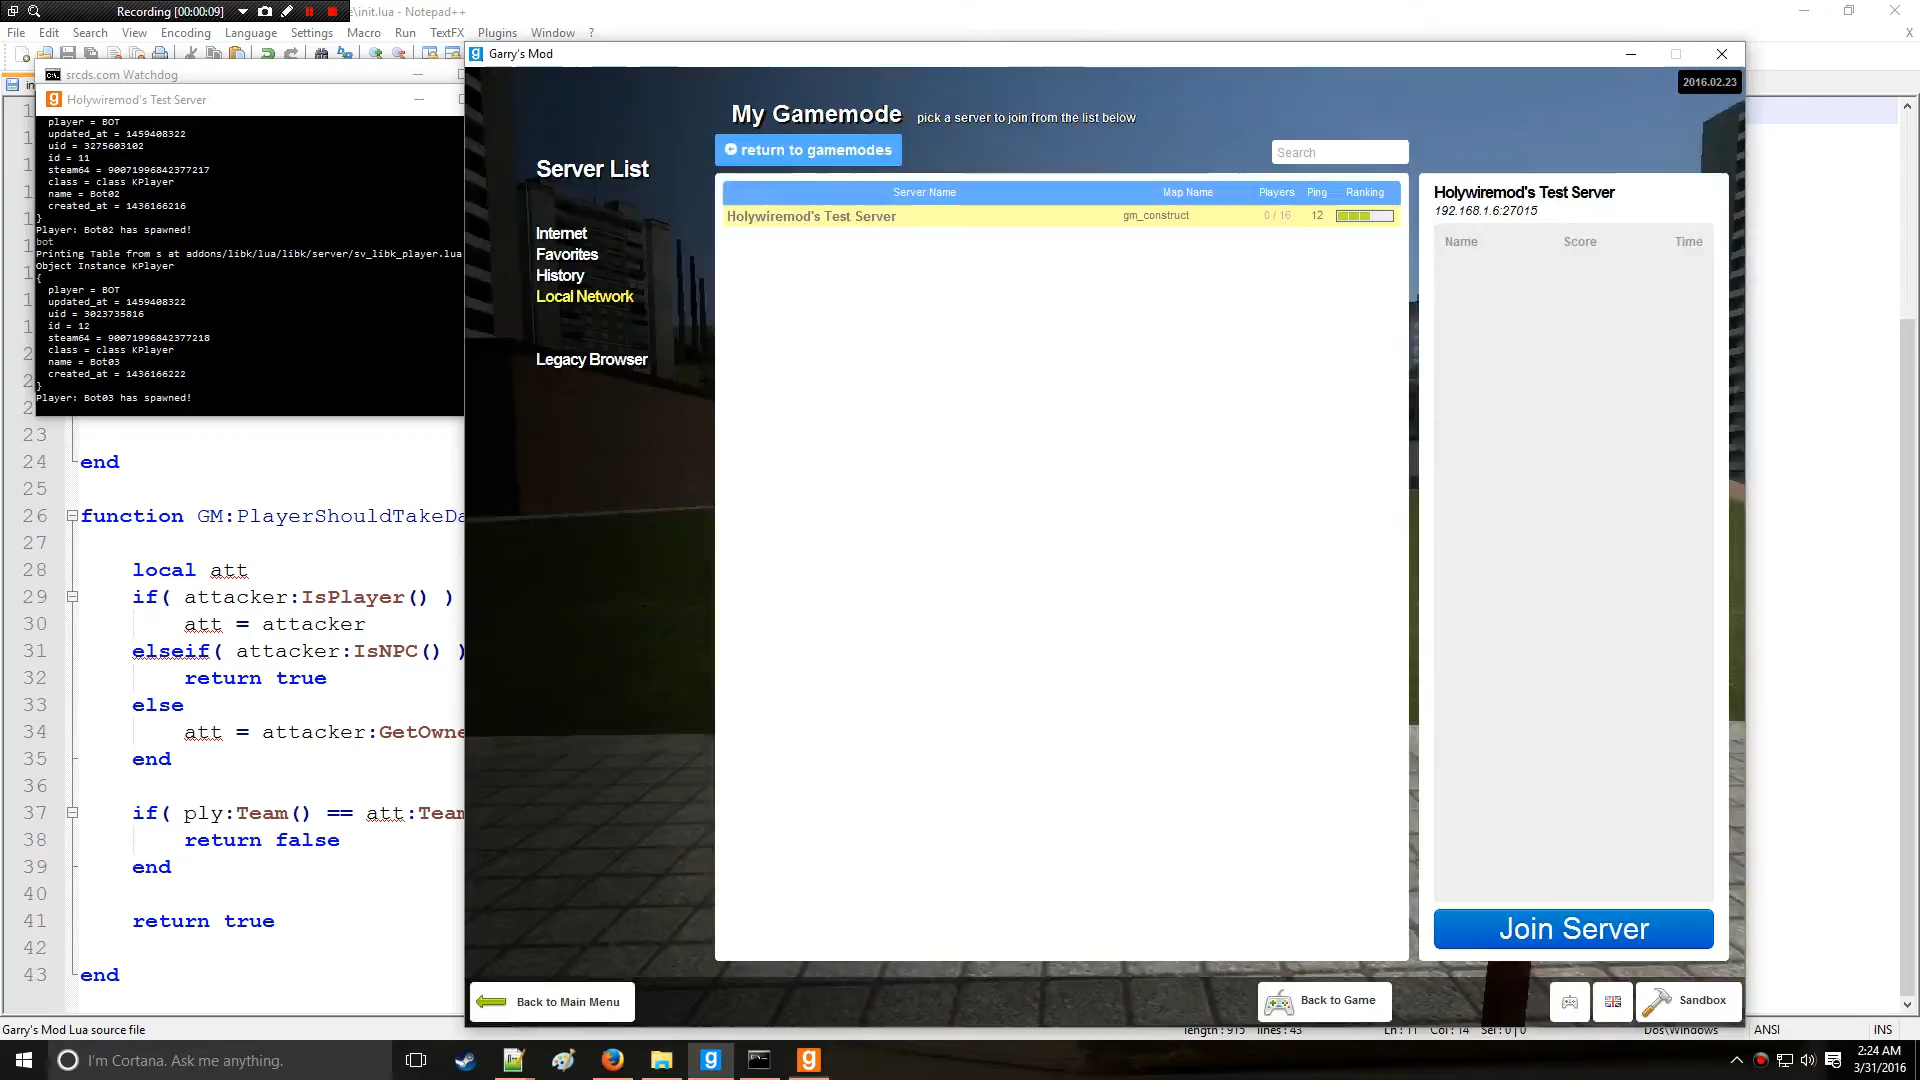 Recording [00:00:09]
e\init.lua - Notepad++
File Edit Search View Encoding Language Settings Macro Run TextFX Plugins Window ?
X
srcds.com Watchdog
in
Holywiremod's Test Server
player = BOT
updated_at = 1459408322
uid = 3275603102
id = 11
steam64 = 90071996842377217
class = class KPlayer
name = Bot02
created_at = 1436166216
}
Player: Bot02 has spawned!
bot
Printing Table from s at addons/libk/lua/libk/server/sv_libk_player.lua
Object Instance KPlayer
{
player = BOT
updated_at = 1459408322
uid = 3023735816
id = 12
steam64 = 90071996842377218
class = class KPlayer
name = Bot03
created_at = 1436166222
}
Player: Bot03 has spawned!
23
24 end
25
26 function GM:PlayerShouldTakeDa
27
28 local att
29 if( attacker:IsPlayer() )
30 att = attacker
31 elseif( attacker:IsNPC() )
32 return true
33 else
34 att = attacker:GetOwne
35 end
36
37 if( ply:Team() == att:Team
38 return false
39 end
40
41 return true
42
43 end
Garry's Mod
2016.02.23
My Gamemode pick a server to join from the list below
return to gamemodes
Search
Server List
Internet
Favorites
History
Local Network
Legacy Browser
Server Name Map Name Players Ping Ranking
Holywiremod's Test Server gm_construct 0 / 16 12
Holywiremod's Test Server
192.168.1.6:27015
Name Score Time
Join Server
Back to Main Menu
Back to Game
Sandbox
Garry's Mod Lua source file
length : 915 lines : 43 Ln : 11 Col : 14 Sel : 0 | 0 Dos\Windows ANSI INS
I'm Cortana. Ask me anything.
2:24 AM
3/31/2016